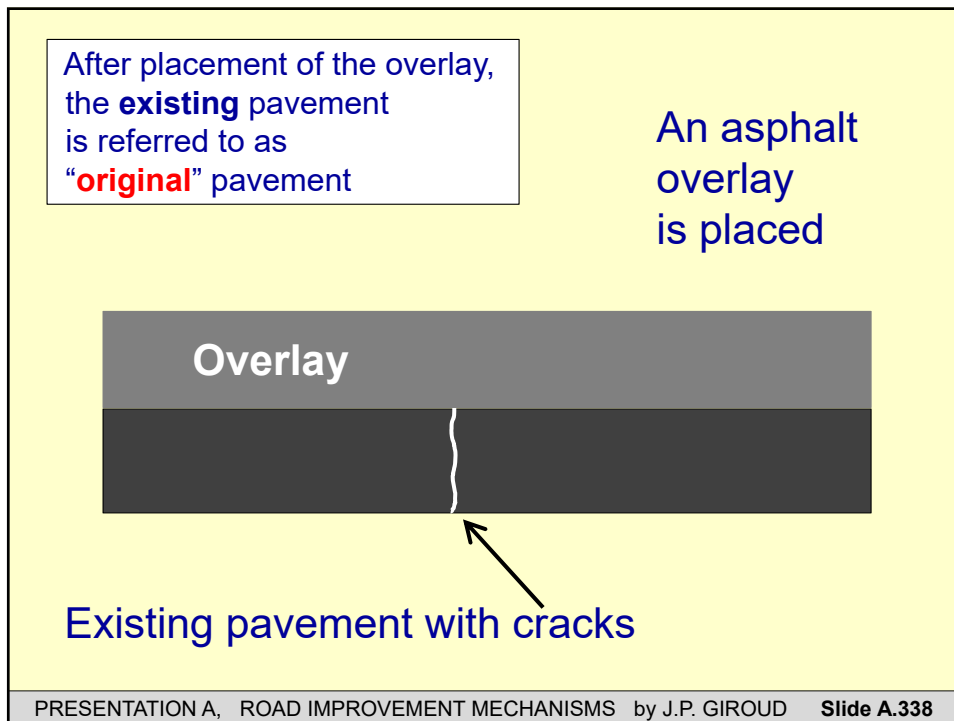 After placement of the overlay,
the existing pavement
is referred to as
“original” pavement
An asphalt
overlay
is placed
Overlay
Existing pavement with cracks
PRESENTATION A, ROAD IMPROVEMENT MECHANISMS by J.P. GIROUD Slide A.338